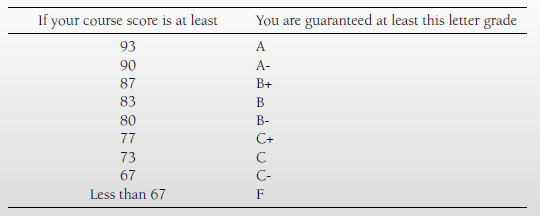 If your course score is at least You are guaranteed at least this letter grade
93 A
90 A-
87 B+
83 B
80 B-
77 C+
73 C
67 C-
Less than 67 F